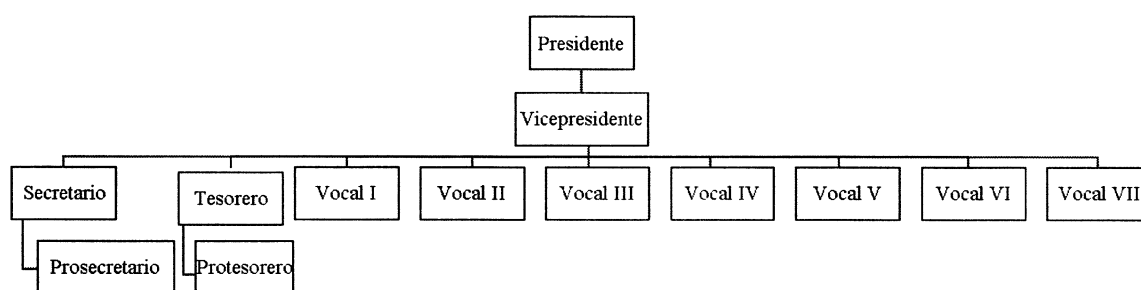 Presidente
Vicepresidente
Secretario
Tesorero
Vocal I
Vocal II
Vocal III
Vocal IV
Vocal V
Vocal VI
Vocal VII
Prosecretario
Protesorero